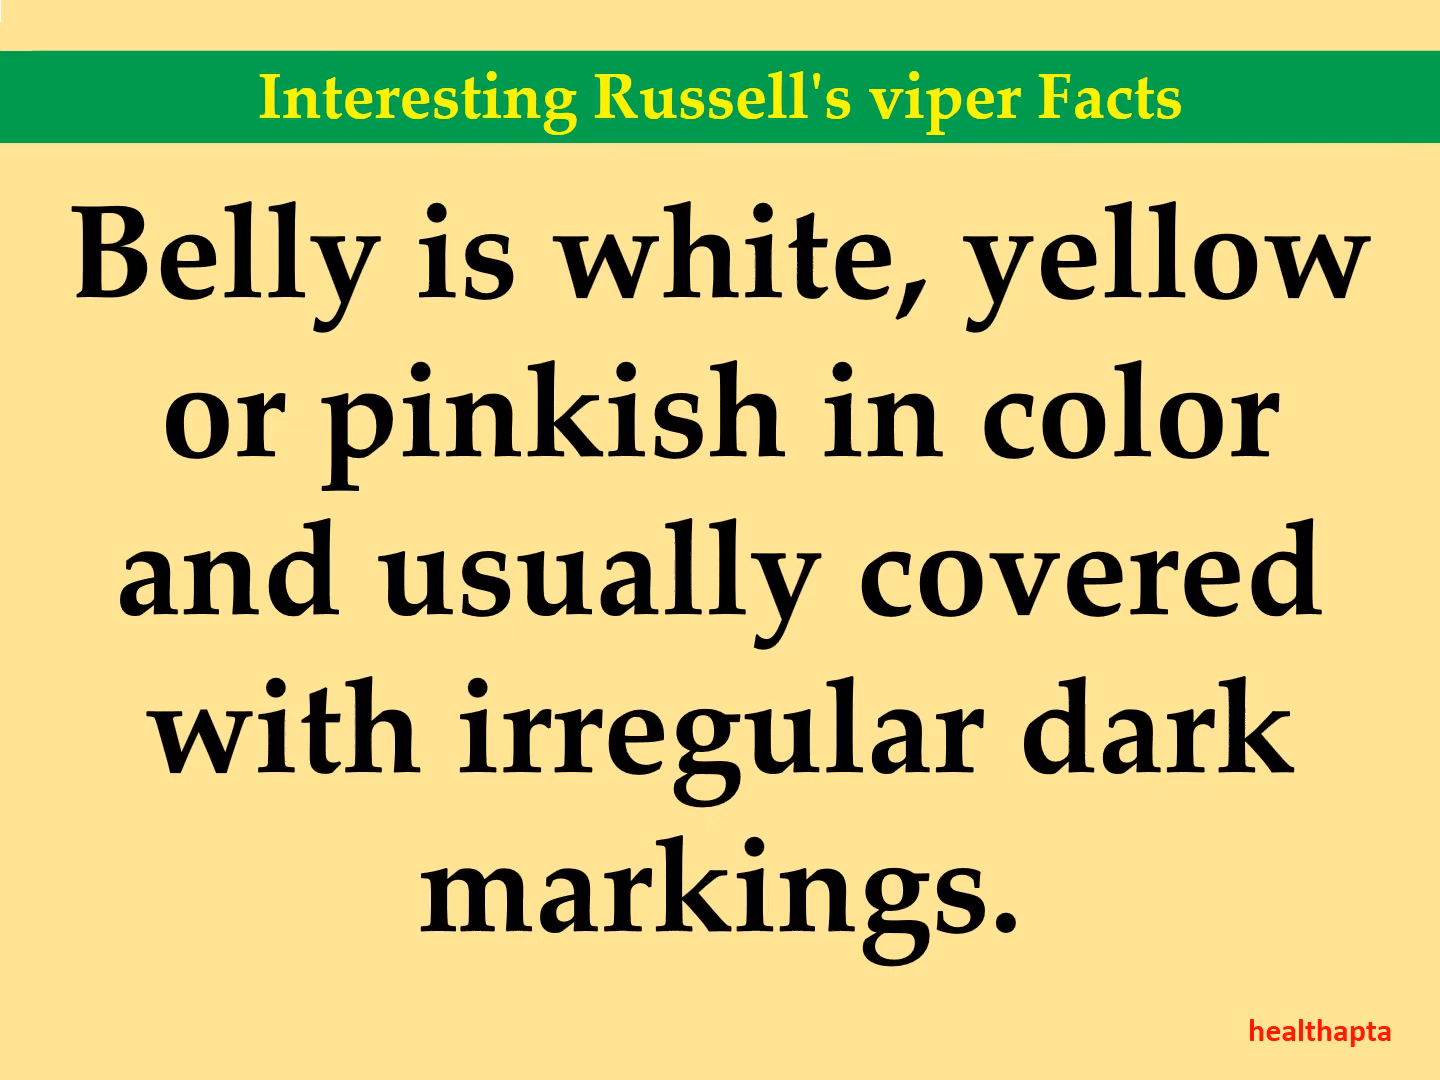 Interesting Russell's viper Facts
Belly is white, yellow
or pinkish in color
and usually covered
with irregular dark
markings.
healthapta